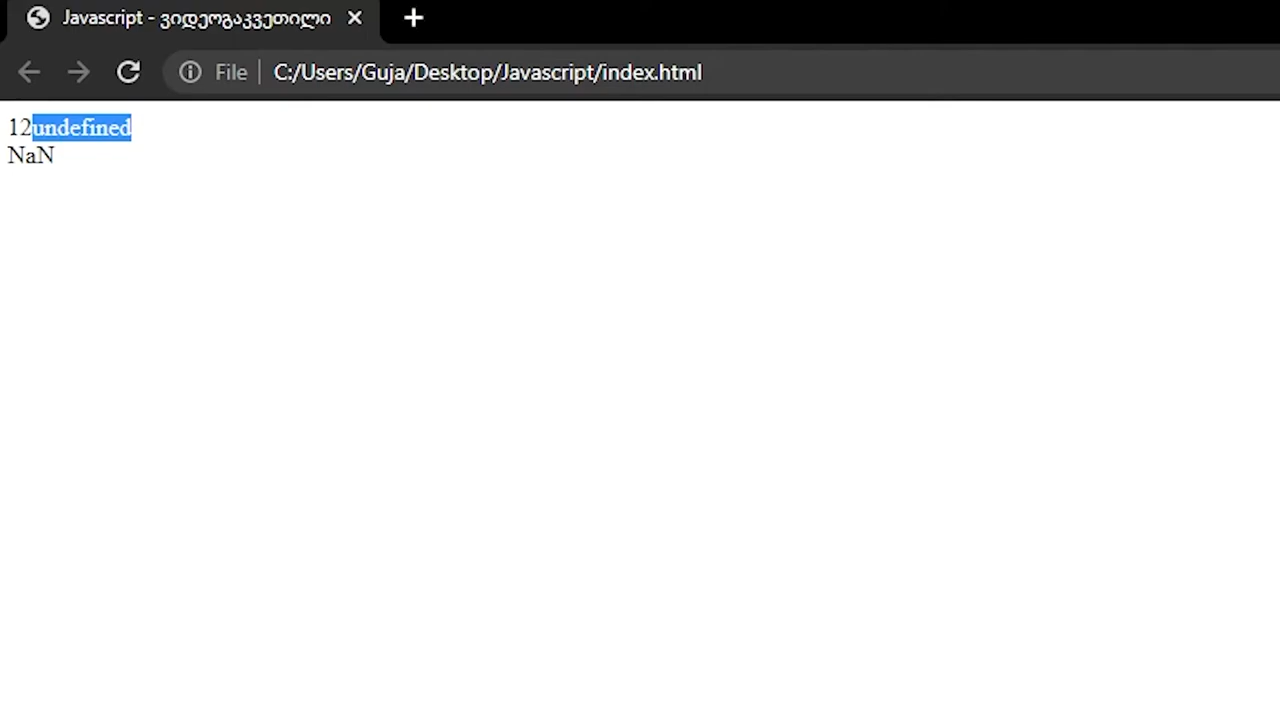 Javascript - ვიდეოგაკვეთილი
File C:/Users/Guja/Desktop/Javascript/index.html
12undefined
NaN